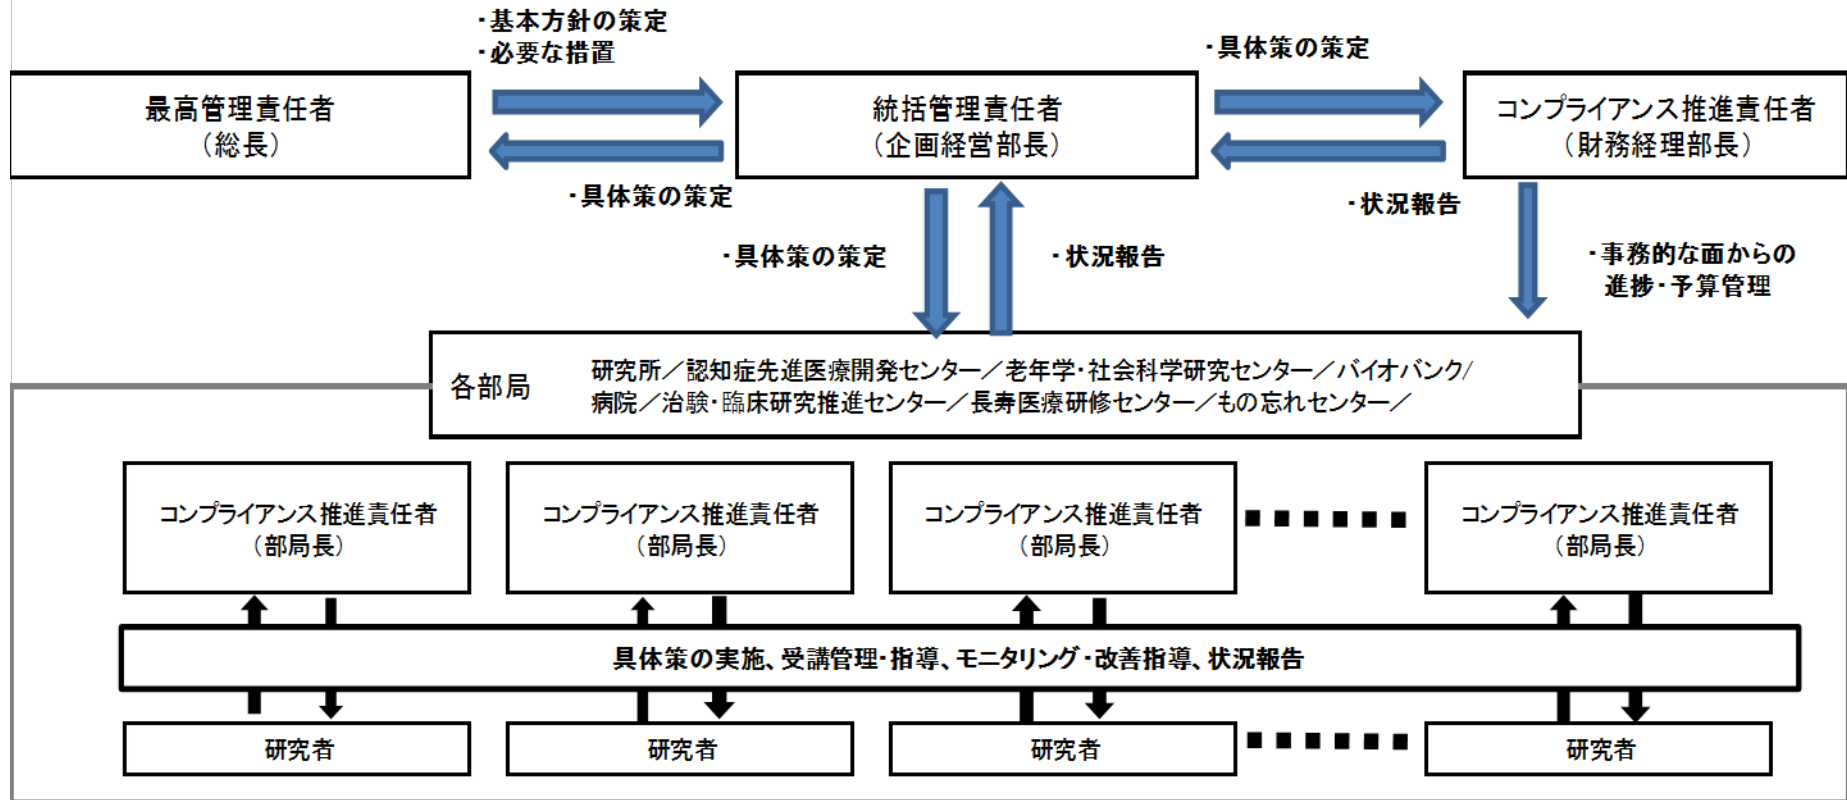 ・基本方針の策定
・必要な措置
・具体策の策定
最高管理責任者
（総長）
統括管理責任者
（企画経営部長）
コンプライアンス推進責任者
（財務経理部長）
・具体策の策定
・状況報告
・具体策の策定
・状況報告
・事務的な面からの
進捗・予算管理
各部局
研究所／認知症先進医療開発センター／老年学・社会科学研究センター／バイオバンク/
病院／治験・臨床研究推進センター／長寿医療研修センター／もの忘れセンター／
コンプライアンス推進責任者
（部局長）
コンプライアンス推進責任者
（部局長）
コンプライアンス推進責任者
（部局長）
コンプライアンス推進責任者
（部局長）
具体策の実施、受講管理・指導、モニタリング・改善指導、状況報告
研究者
研究者
研究者
研究者